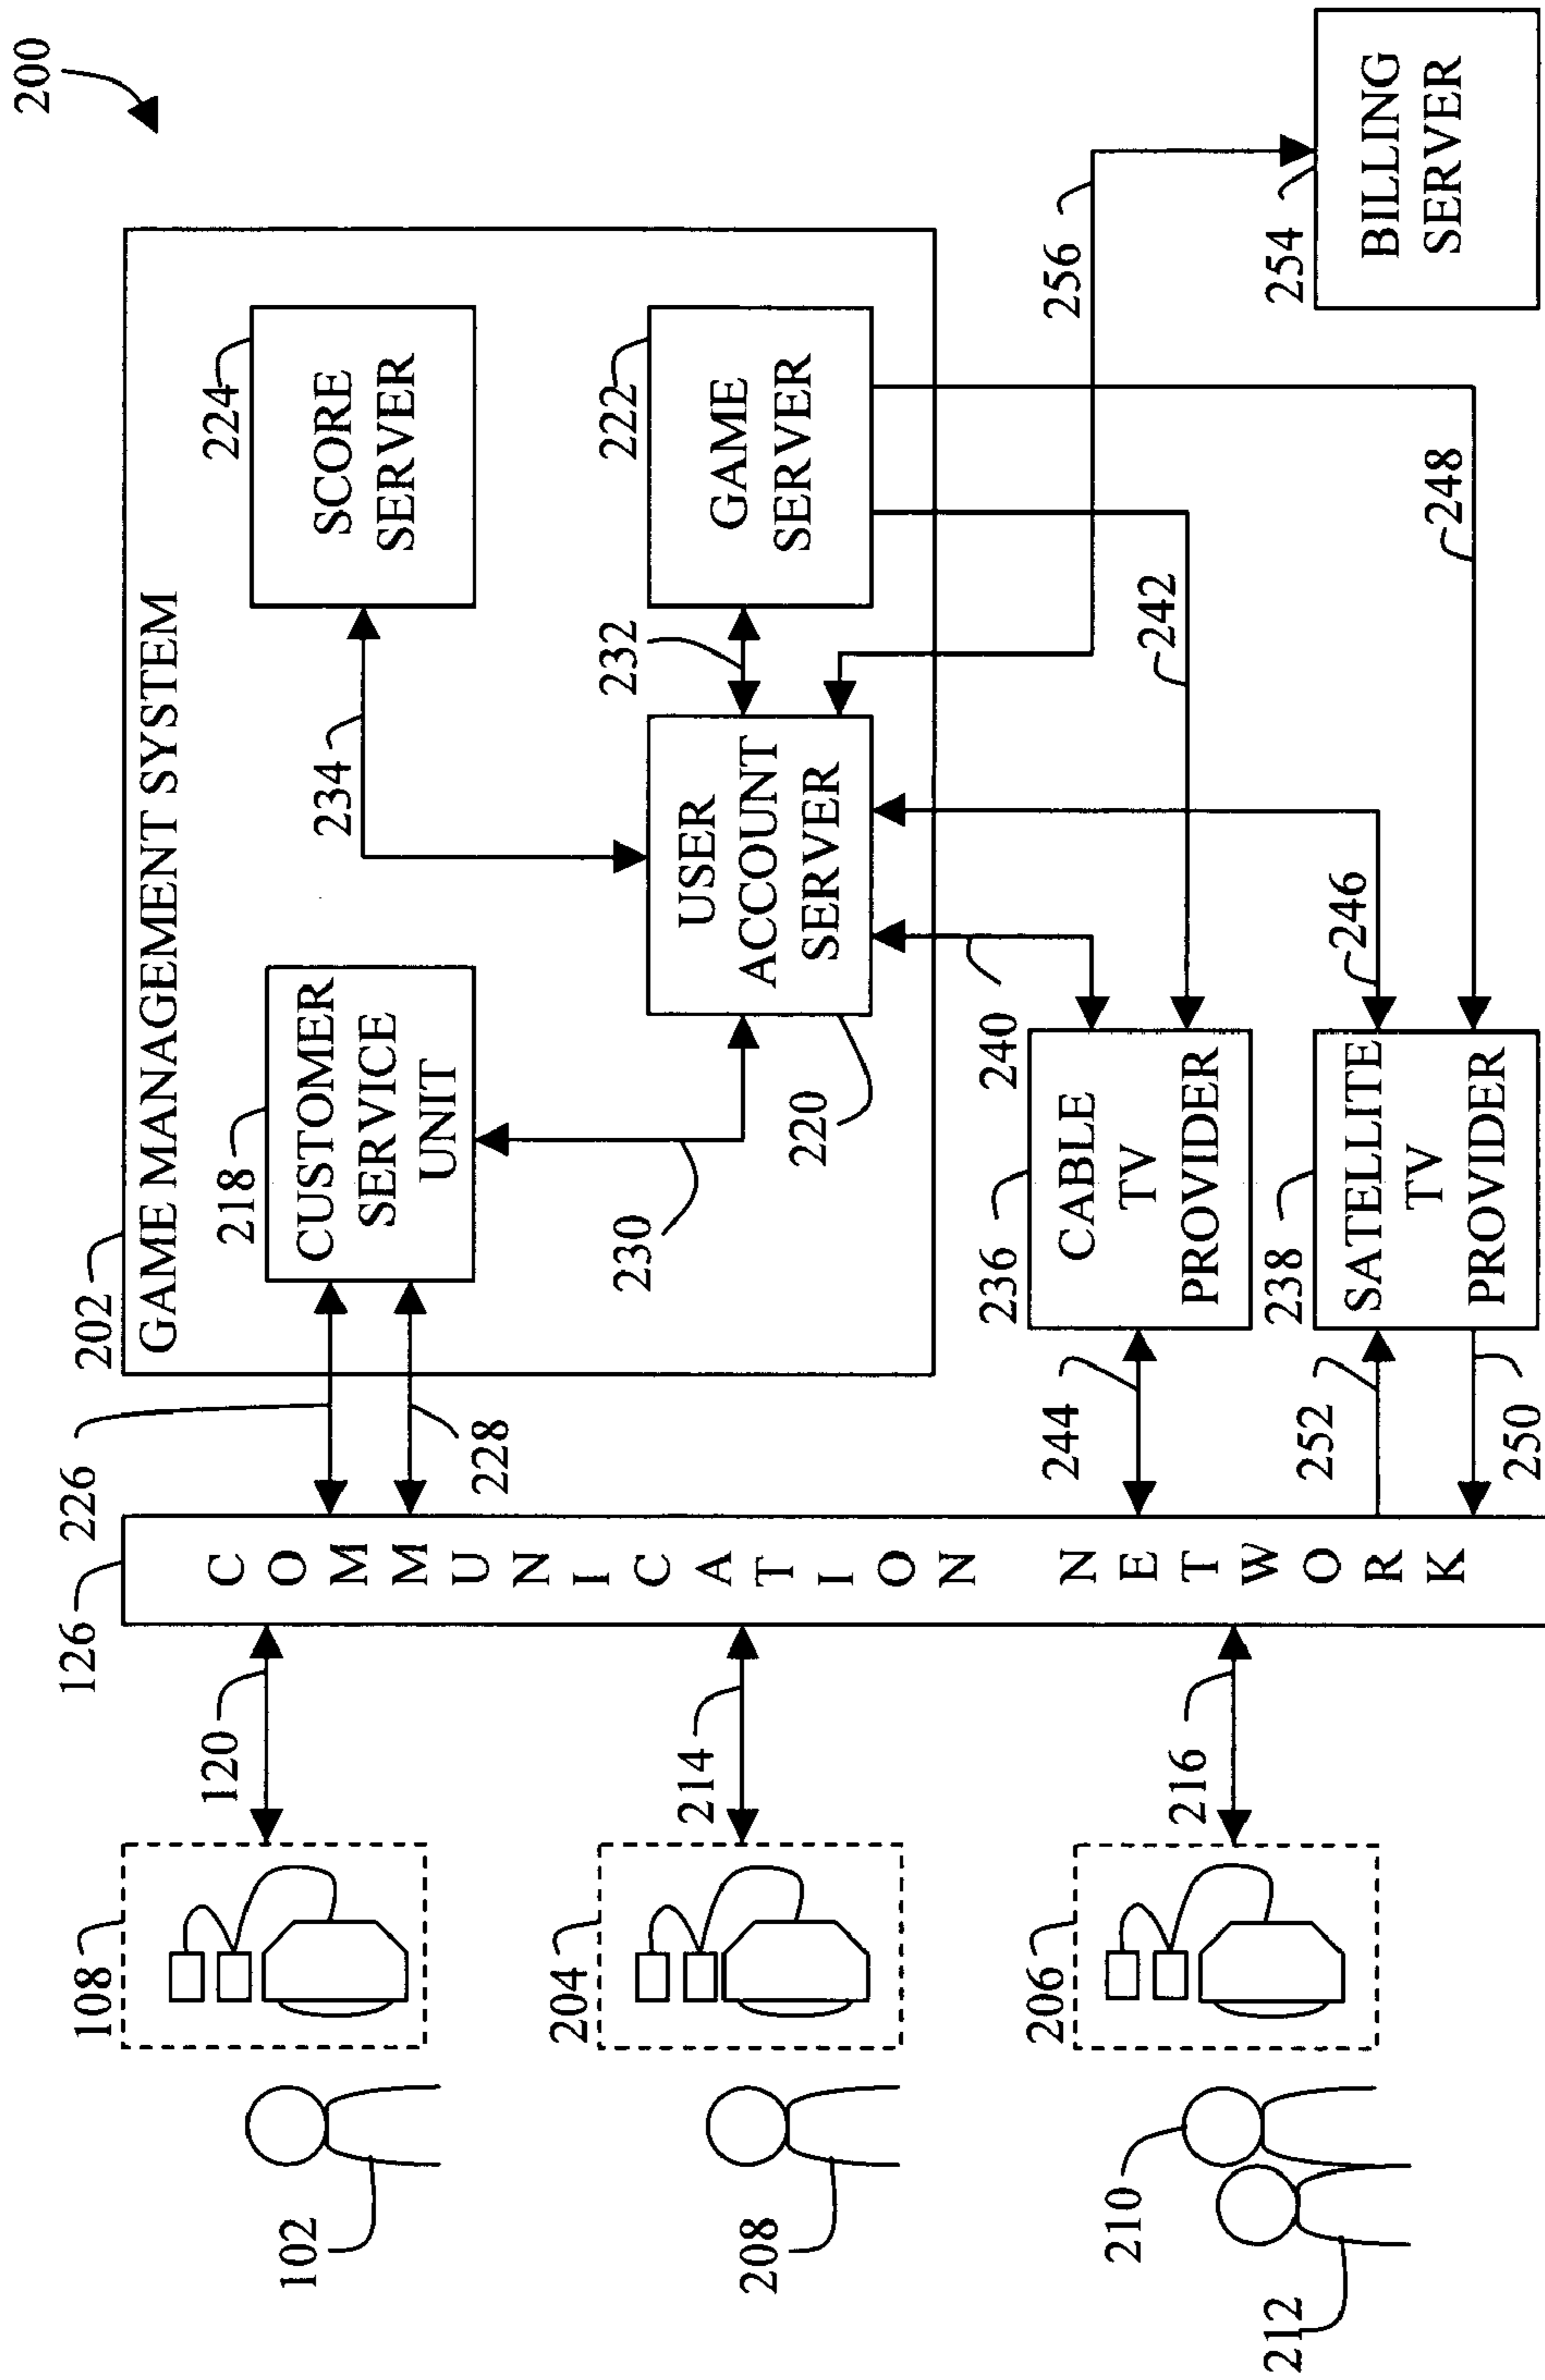 200
202
GAME MANAGEMENT SYSTEM
226
126
228
218
CUSTOMER
SERVICE
UNIT
230
234
224
SCORE
SERVER
220
USER
ACCOUNT
SERVER
232
222
GAME
SERVER
256
254
BILLING
SERVER
240
242
236
CABLE
TV
PROVIDER
244
246
248
238
SATELLITE
TV
PROVIDER
252
250
COMMUNICATION NETWORK
120
108
102
214
204
208
216
206
210
212